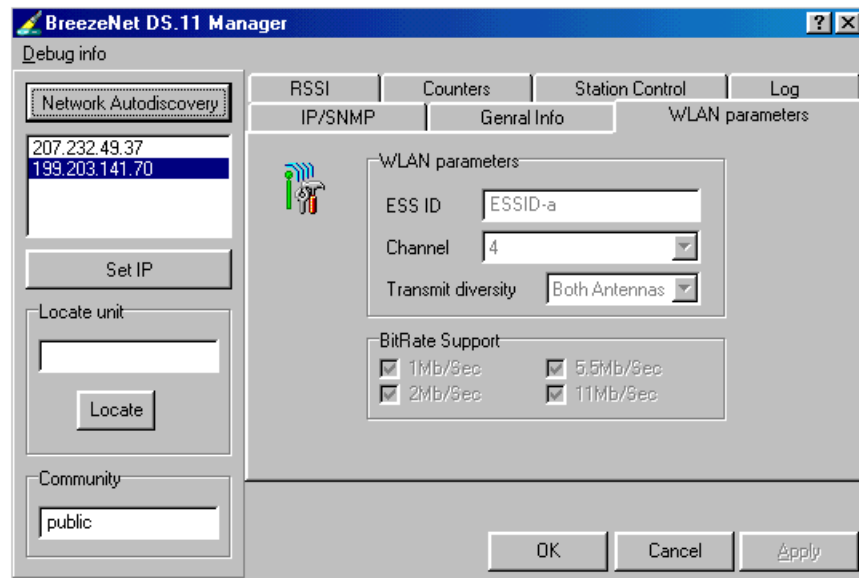 BreezeNet DS.11 Manager
Debug info
Network Autodiscovery
207.232.49.37
199.203.141.70
Set IP
Locate unit
Locate
Community
public
RSSI
Counters
Station Control
Log
IP/SNMP
Genral Info
WLAN parameters
WLAN parameters
ESS ID
ESSID-a
Channel
4
Transmit diversity
Both Antennas
BitRate Support
1Mb/Sec
5.5Mb/Sec
2Mb/Sec
11Mb/Sec
OK
Cancel
Apply